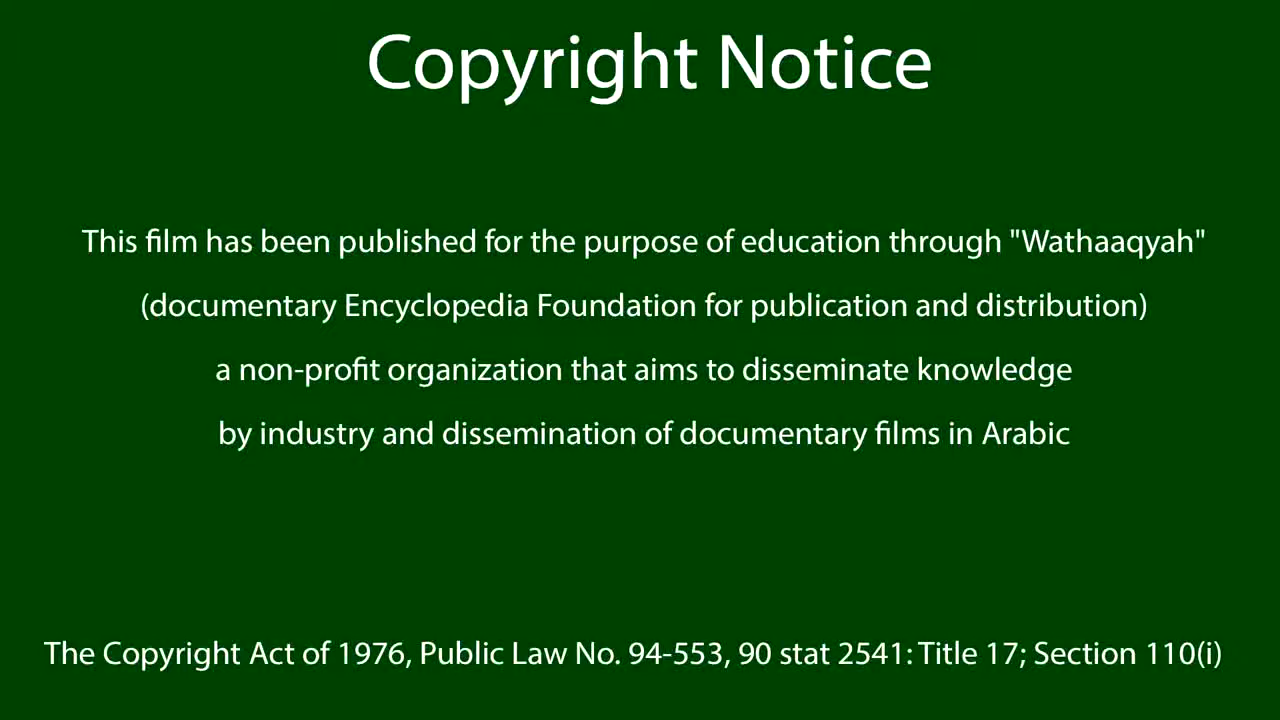 Copyright Notice
This film has been published for the purpose of education through "Wathaaqyah"
(documentary Encyclopedia Foundation for publication and distribution)
a non-profit organization that aims to disseminate knowledge
by industry and dissemination of documentary films in Arabic
The Copyright Act of 1976, Public Law No. 94-553, 90 stat 2541: Title 17; Section 110(i)